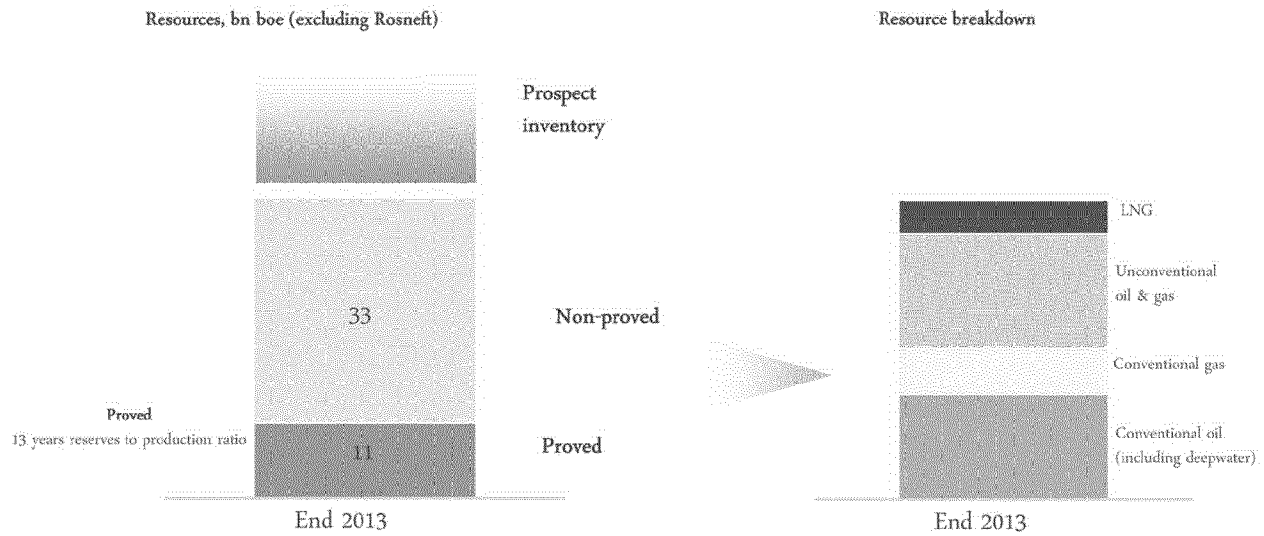 Resources, bn boe (excluding Rosneft)
Prospect
inventory
33
Non-proved
Proved
13 years reserves to production ratio
11
Proved
End 2013
Resource breakdown
LNG
Unconventional
oil & gas
Conventional gas
Conventional oil
(including deepwater)
End 2013